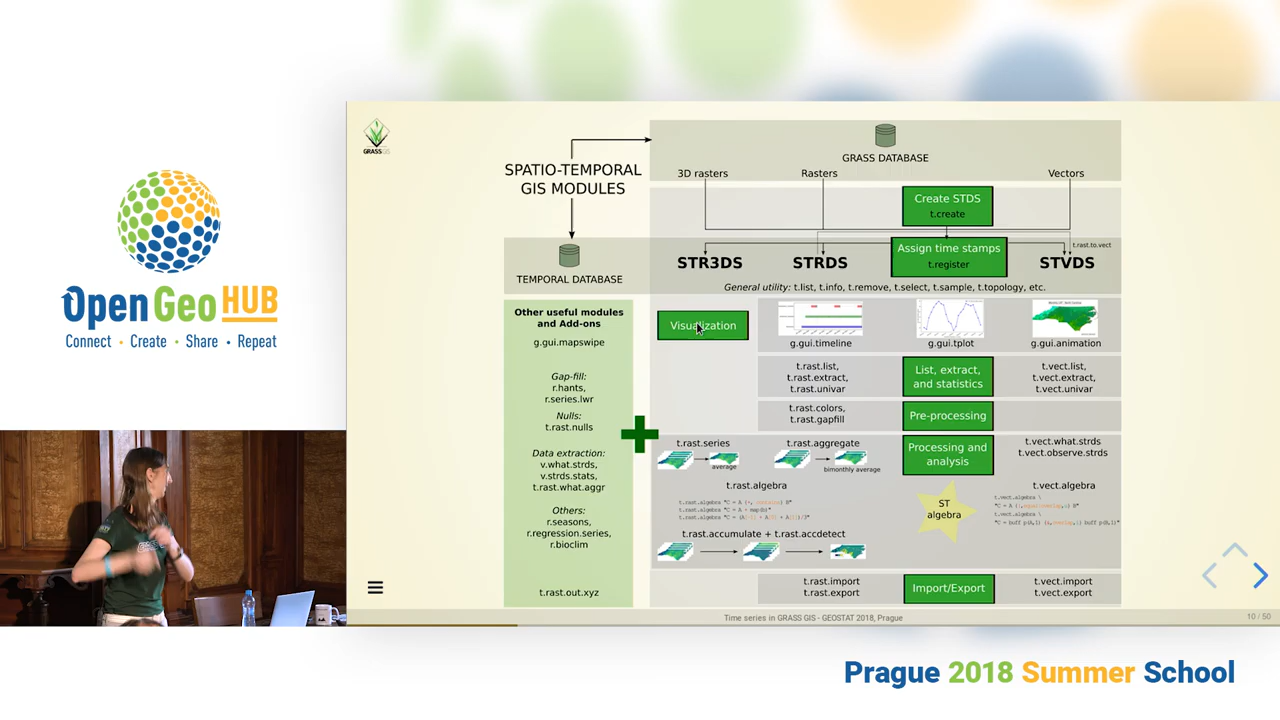 OpenGeoHUB
Connect • Create • Share • Repeat
GRASS GIS
SPATIO-TEMPORAL
GIS MODULES
GRASS DATABASE
3D rasters
Rasters
Vectors
Create STDS
t.create
TEMPORAL DATABASE
STR3DS
STRDS
Assign time stamps
t.register
STVDS
t.rast.to.vect
General utility: t.list, t.info, t.remove, t.select, t.sample, t.topology, etc.
Other useful modules
and Add-ons
g.gui.mapswipe
Gap-fill:
r.hants,
r.series.lwr
Nulls:
t.rast.nulls
Data extraction:
v.what.strds,
v.strds.stats,
t.rast.what.aggr
Others:
r.seasons,
r.regression.series,
r.bioclim
t.rast.out.xyz
Visualization
g.gui.timeline
g.gui.tplot
g.gui.animation
t.rast.list,
t.rast.extract,
t.rast.univar
List, extract,
and statistics
t.vect.list,
t.vect.extract,
t.vect.univar
t.rast.colors,
t.rast.gapfill
Pre-processing
t.rast.series
average
t.rast.aggregate
bimonthly average
Processing and
analysis
t.vect.what.strds
t.vect.observe.strds
t.rast.algebra
ST
algebra
t.vect.algebra
t.vect.algebra \
t.vect.algebra \
t.rast.accumulate + t.rast.accdetect
t.rast.import
t.rast.export
Import/Export
t.vect.import
t.vect.export
Time series in GRASS GIS - GEOSTAT 2018, Prague
10 / 50
Prague 2018 Summer School